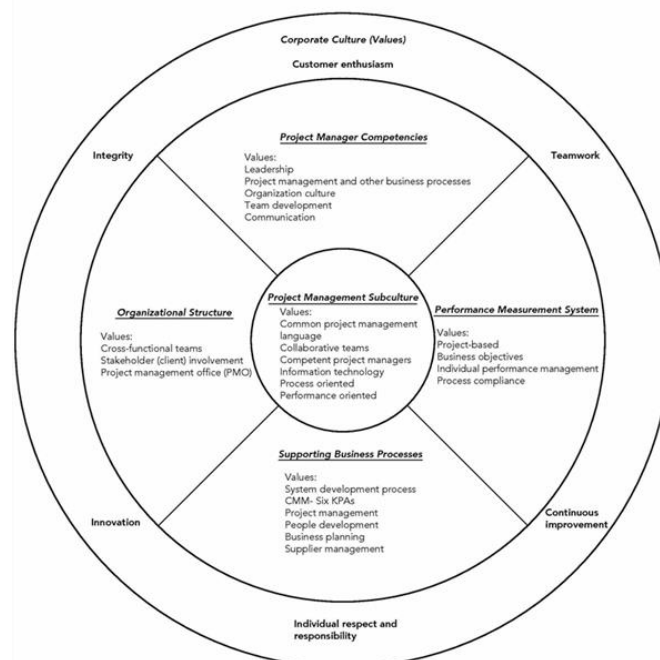 Corporate Culture (Values)
Customer enthusiasm
Integrity
Teamwork
Project Manager Competencies
Values:
Leadership
Project management and other business processes
Organization culture
Team development
Communication
Organizational Structure
Values:
Cross-functional teams
Stakeholder (client) involvement
Project management office (PMO)
Project Management Subculture
Values:
Common project management
language
Collaborative teams
Competent project managers
Information technology
Process oriented
Performance oriented
Performance Measurement System
Values:
Project-based
Business objectives
Individual performance management
Process compliance
Supporting Business Processes
Values:
System development process
CMM- Six KPAs
Project management
People development
Business planning
Supplier management
Innovation
Continuous
improvement
Individual respect and
responsibility